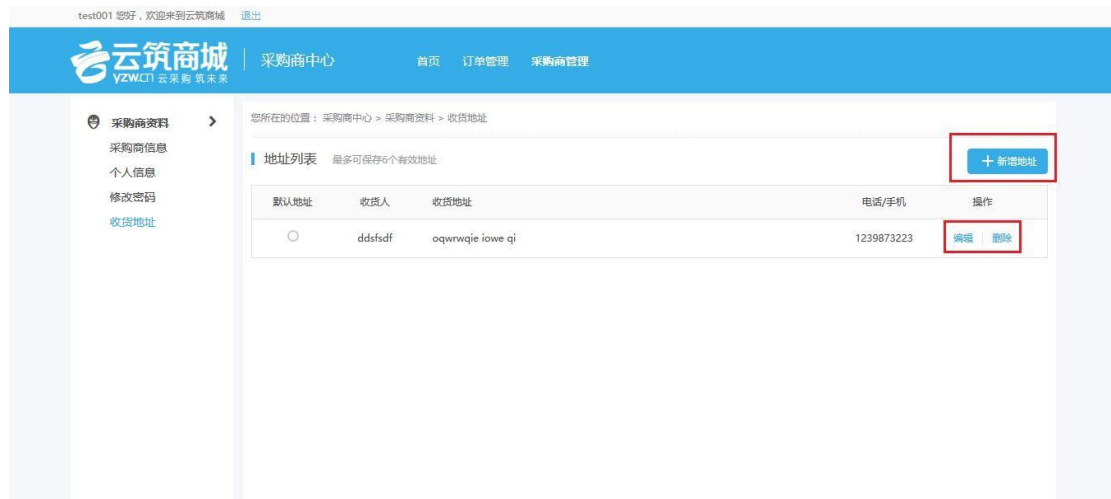 test001 您好，欢迎来到云筑商城 退出
云筑商城 采购商中心 首页 订单管理 采购商管理
yzw.cn 云采购 筑未来
采购商资料
采购商信息
个人信息
修改密码
收货地址
您所在的位置：采购商中心 > 采购商资料 > 收货地址
地址列表 最多可保存6个有效地址 新增地址
默认地址 收货人 收货地址 电话/手机 操作
ddsfsdf oqwrwqie iowe qi 1239873223 编辑 | 删除